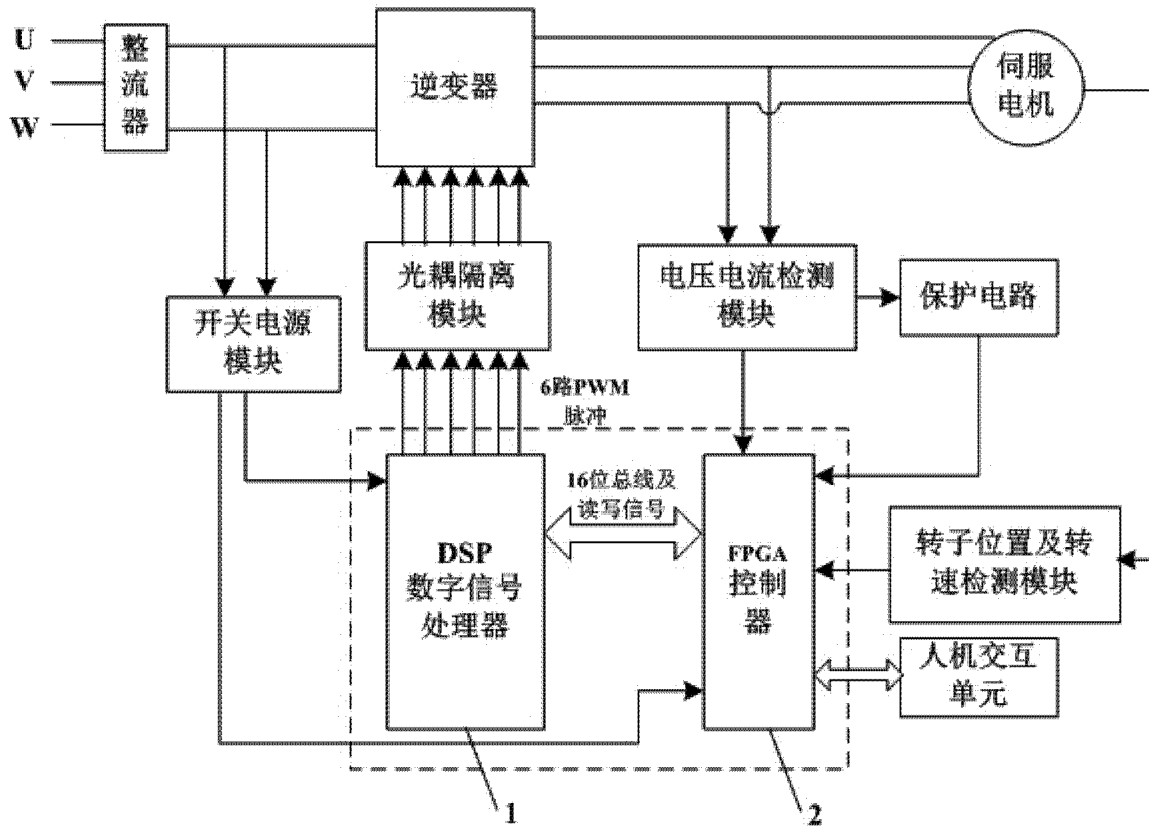 U
V
W
整
流
器
逆变器
伺服
电机
光耦隔离
模块
电压电流检测
模块
保护电路
开关电源
模块
6路PWM
脉冲
16位总线及
读写信号
DSP
数字信号
处理器
FPGA
控制
器
转子位置及转
速检测模块
人机交互
单元
1
2